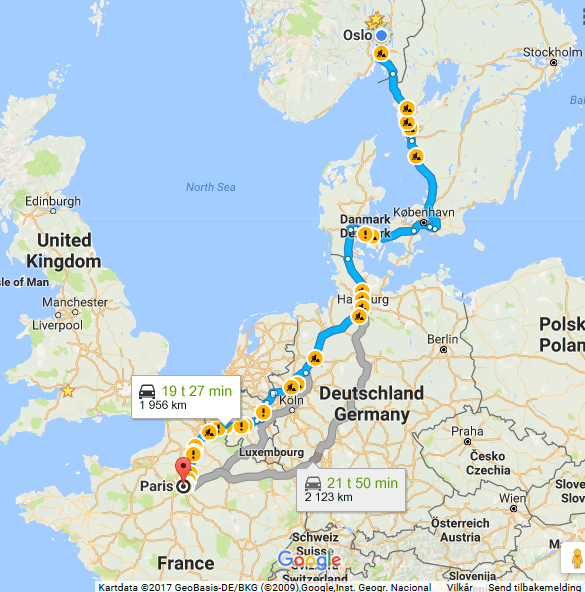 Oslo
Stockholm
Bal
North Sea
Edinburgh
Danmark
København
United
Kingdom
sle of Man
Manchester
Liverpool
Hamburg
Berlin
Polsk
Polan
19 t 27 min
1 956 km
Köln
Deutschland
Germany
Praha
Česko
Czechia
Luxembourg
21 t 50 min
2 123 km
Paris
Wien
Slove
Slova
Österreich
Austria
M
France
Schweiz
Suisse
Switzerland
Google
Slovenija
Kartdata ©2017 GeoBasis-DE/BKG (©2009),Google,Inst. Geogr. Nacional Vilkår Send tilbakemelding